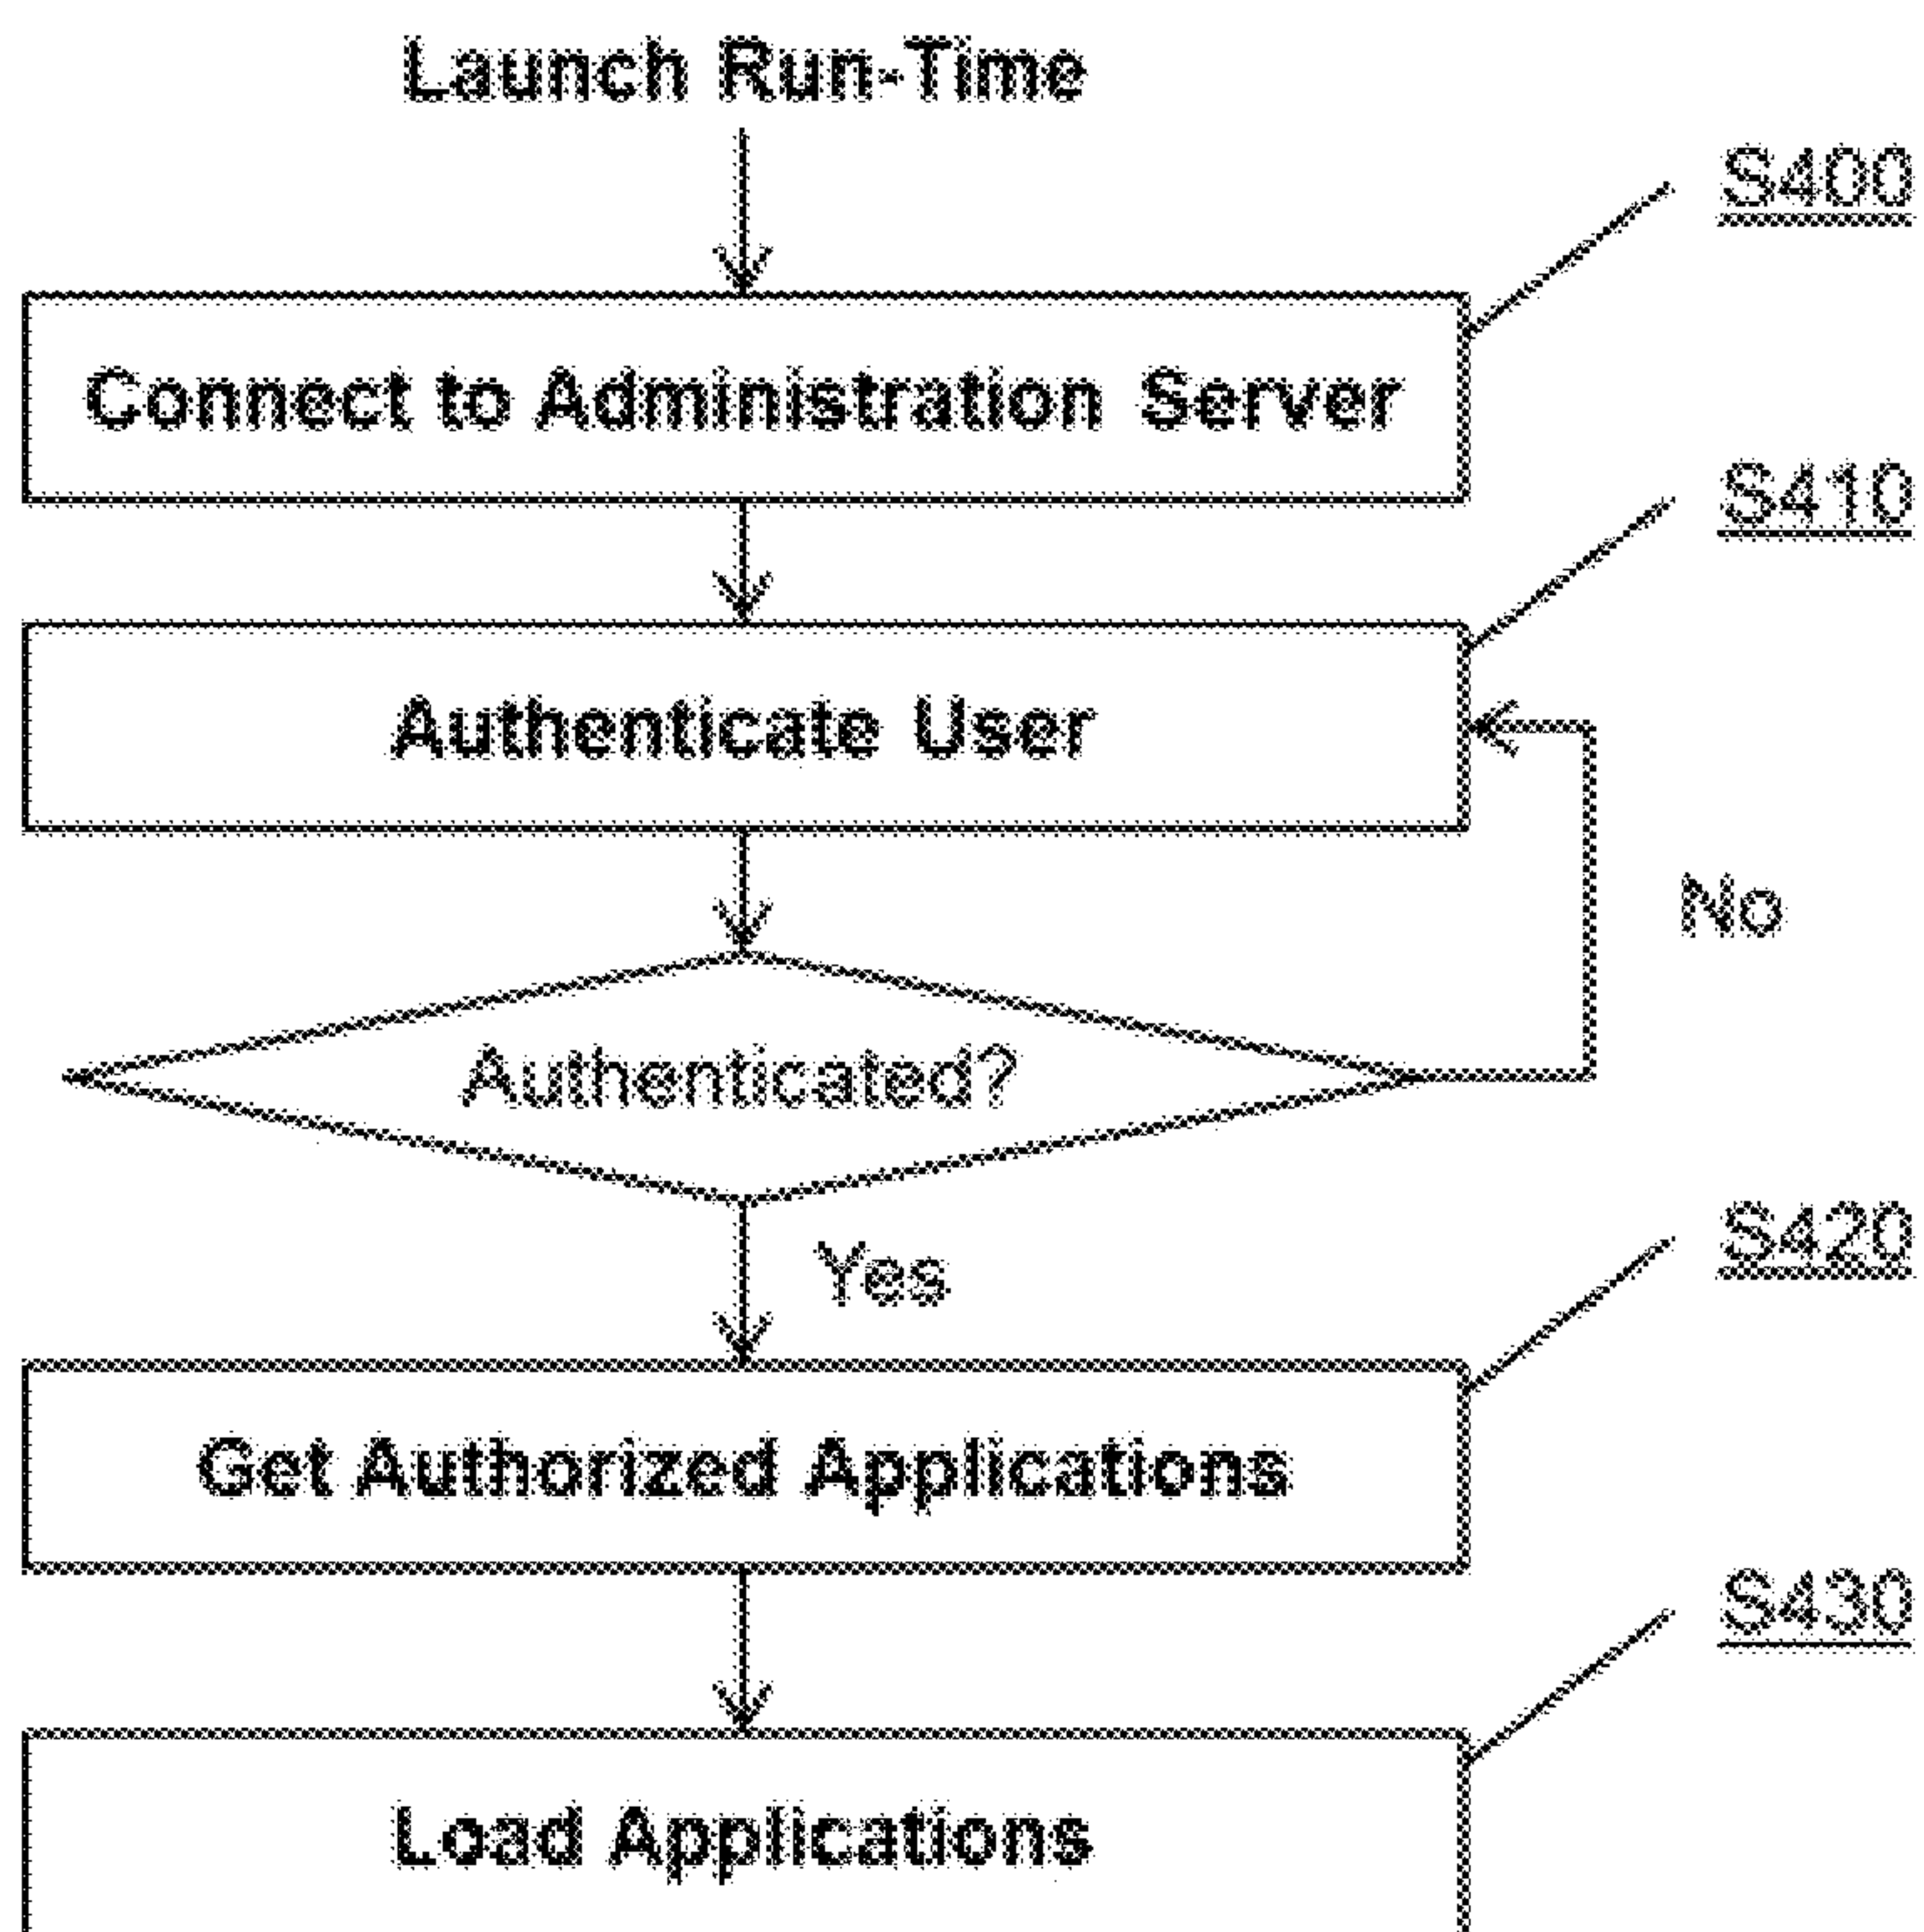 Launch Run-Time
S400
Connect to Administration Server
S410
Authenticate User
No
Authenticated?
Yes
S420
Get Authorized Applications
S430
Load Applications